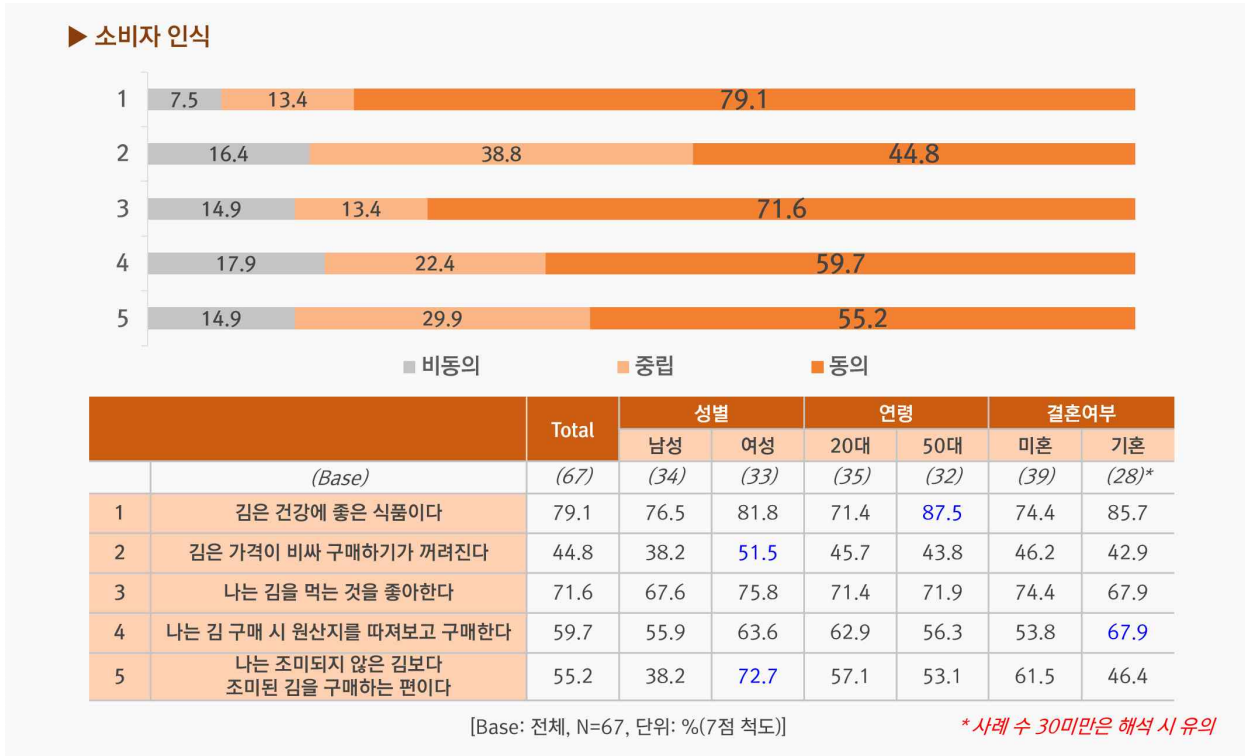 ▶ 소비자 인식
1 7.5 13.4 79.1
2 16.4 38.8 44.8
3 14.9 13.4 71.6
4 17.9 22.4 59.7
5 14.9 29.9 55.2
비동의 중립 동의
Total 성별 연령 결혼여부
남성 여성 20대 50대 미혼 기혼
(Base) (67) (34) (33) (35) (32) (39) (28)*
1 김은 건강에 좋은 식품이다 79.1 76.5 81.8 71.4 87.5 74.4 85.7
2 김은 가격이 비싸 구매하기가 꺼려진다 44.8 38.2 51.5 45.7 43.8 46.2 42.9
3 나는 김을 먹는 것을 좋아한다 71.6 67.6 75.8 71.4 71.9 74.4 67.9
4 나는 김 구매 시 원산지를 따져보고 구매한다 59.7 55.9 63.6 62.9 56.3 53.8 67.9
5 나는 조미되지 않은 김보다
조미된 김을 구매하는 편이다 55.2 38.2 72.7 57.1 53.1 61.5 46.4
[Base: 전체, N=67, 단위: %(7점 척도)] * 사례 수 30미만은 해석 시 유의